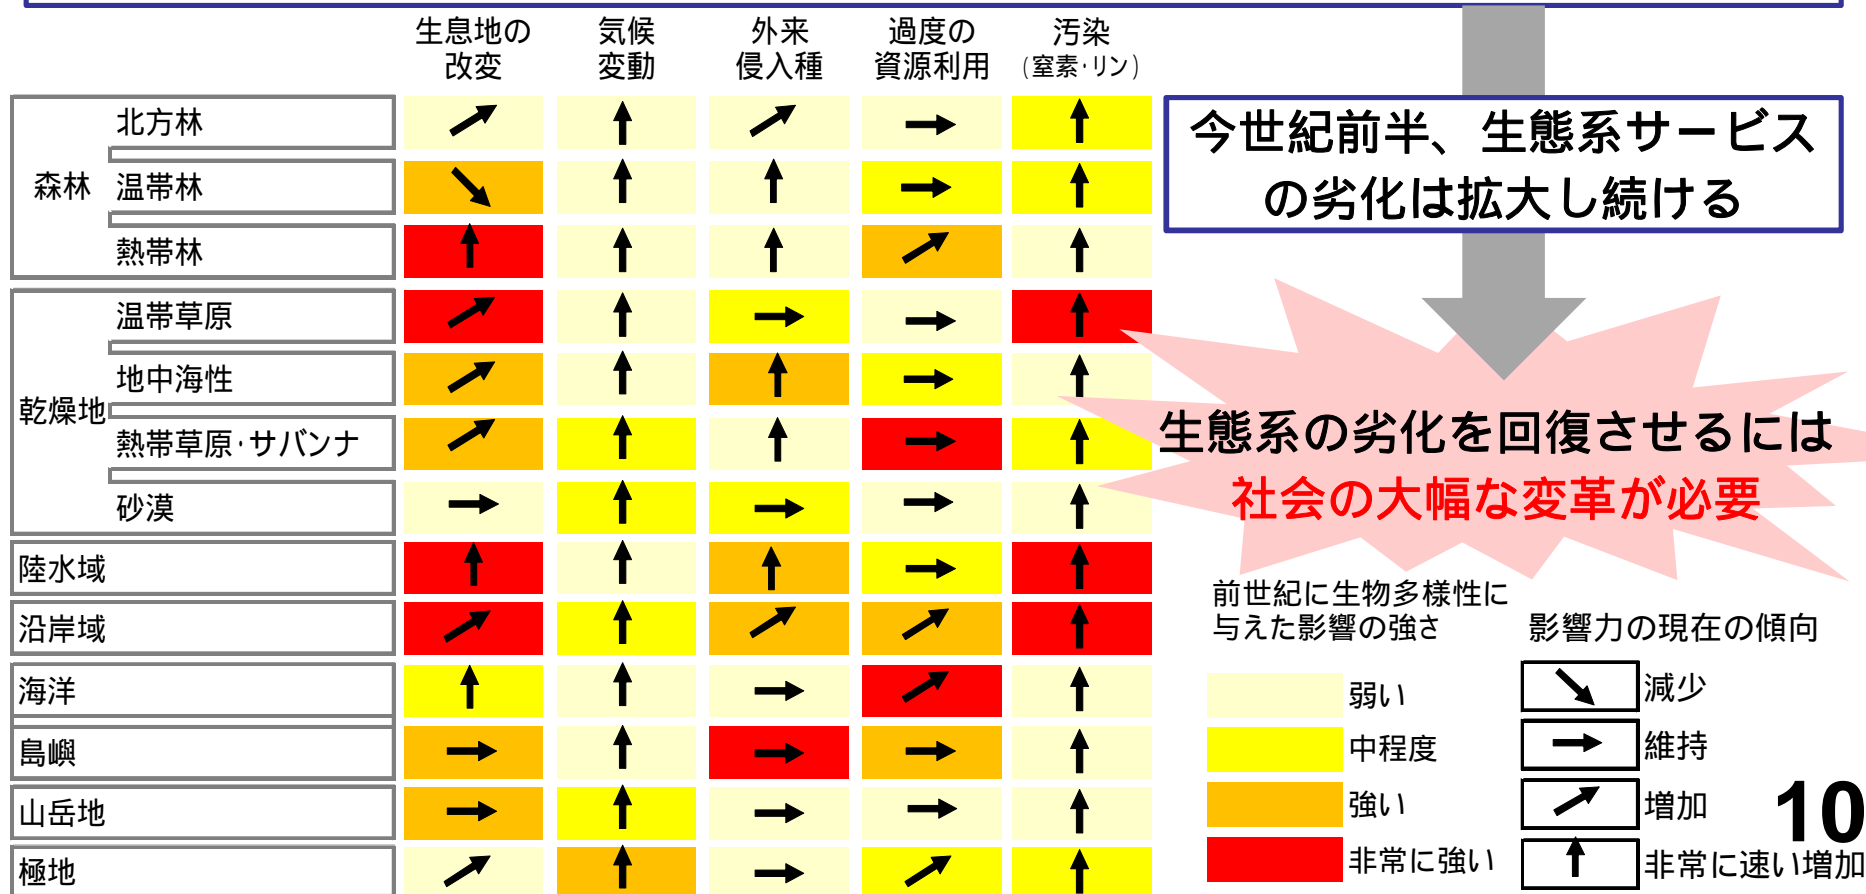 生息地の
改変
気候
変動
外来
侵入種
過度の
資源利用
汚染
(窒素･リン)
森林
北方林
温帯林
熱帯林
乾燥地
温帯草原
地中海性
熱帯草原･サバンナ
砂漠
陸水域
沿岸域
海洋
島嶼
山岳地
極地
今世紀前半、生態系サービス
の劣化は拡大し続ける
生態系の劣化を回復させるには
社会の大幅な変革が必要
前世紀に生物多様性に
与えた影響の強さ
弱い
中程度
強い
非常に強い
影響力の現在の傾向
減少
維持
増加
非常に速い増加
10